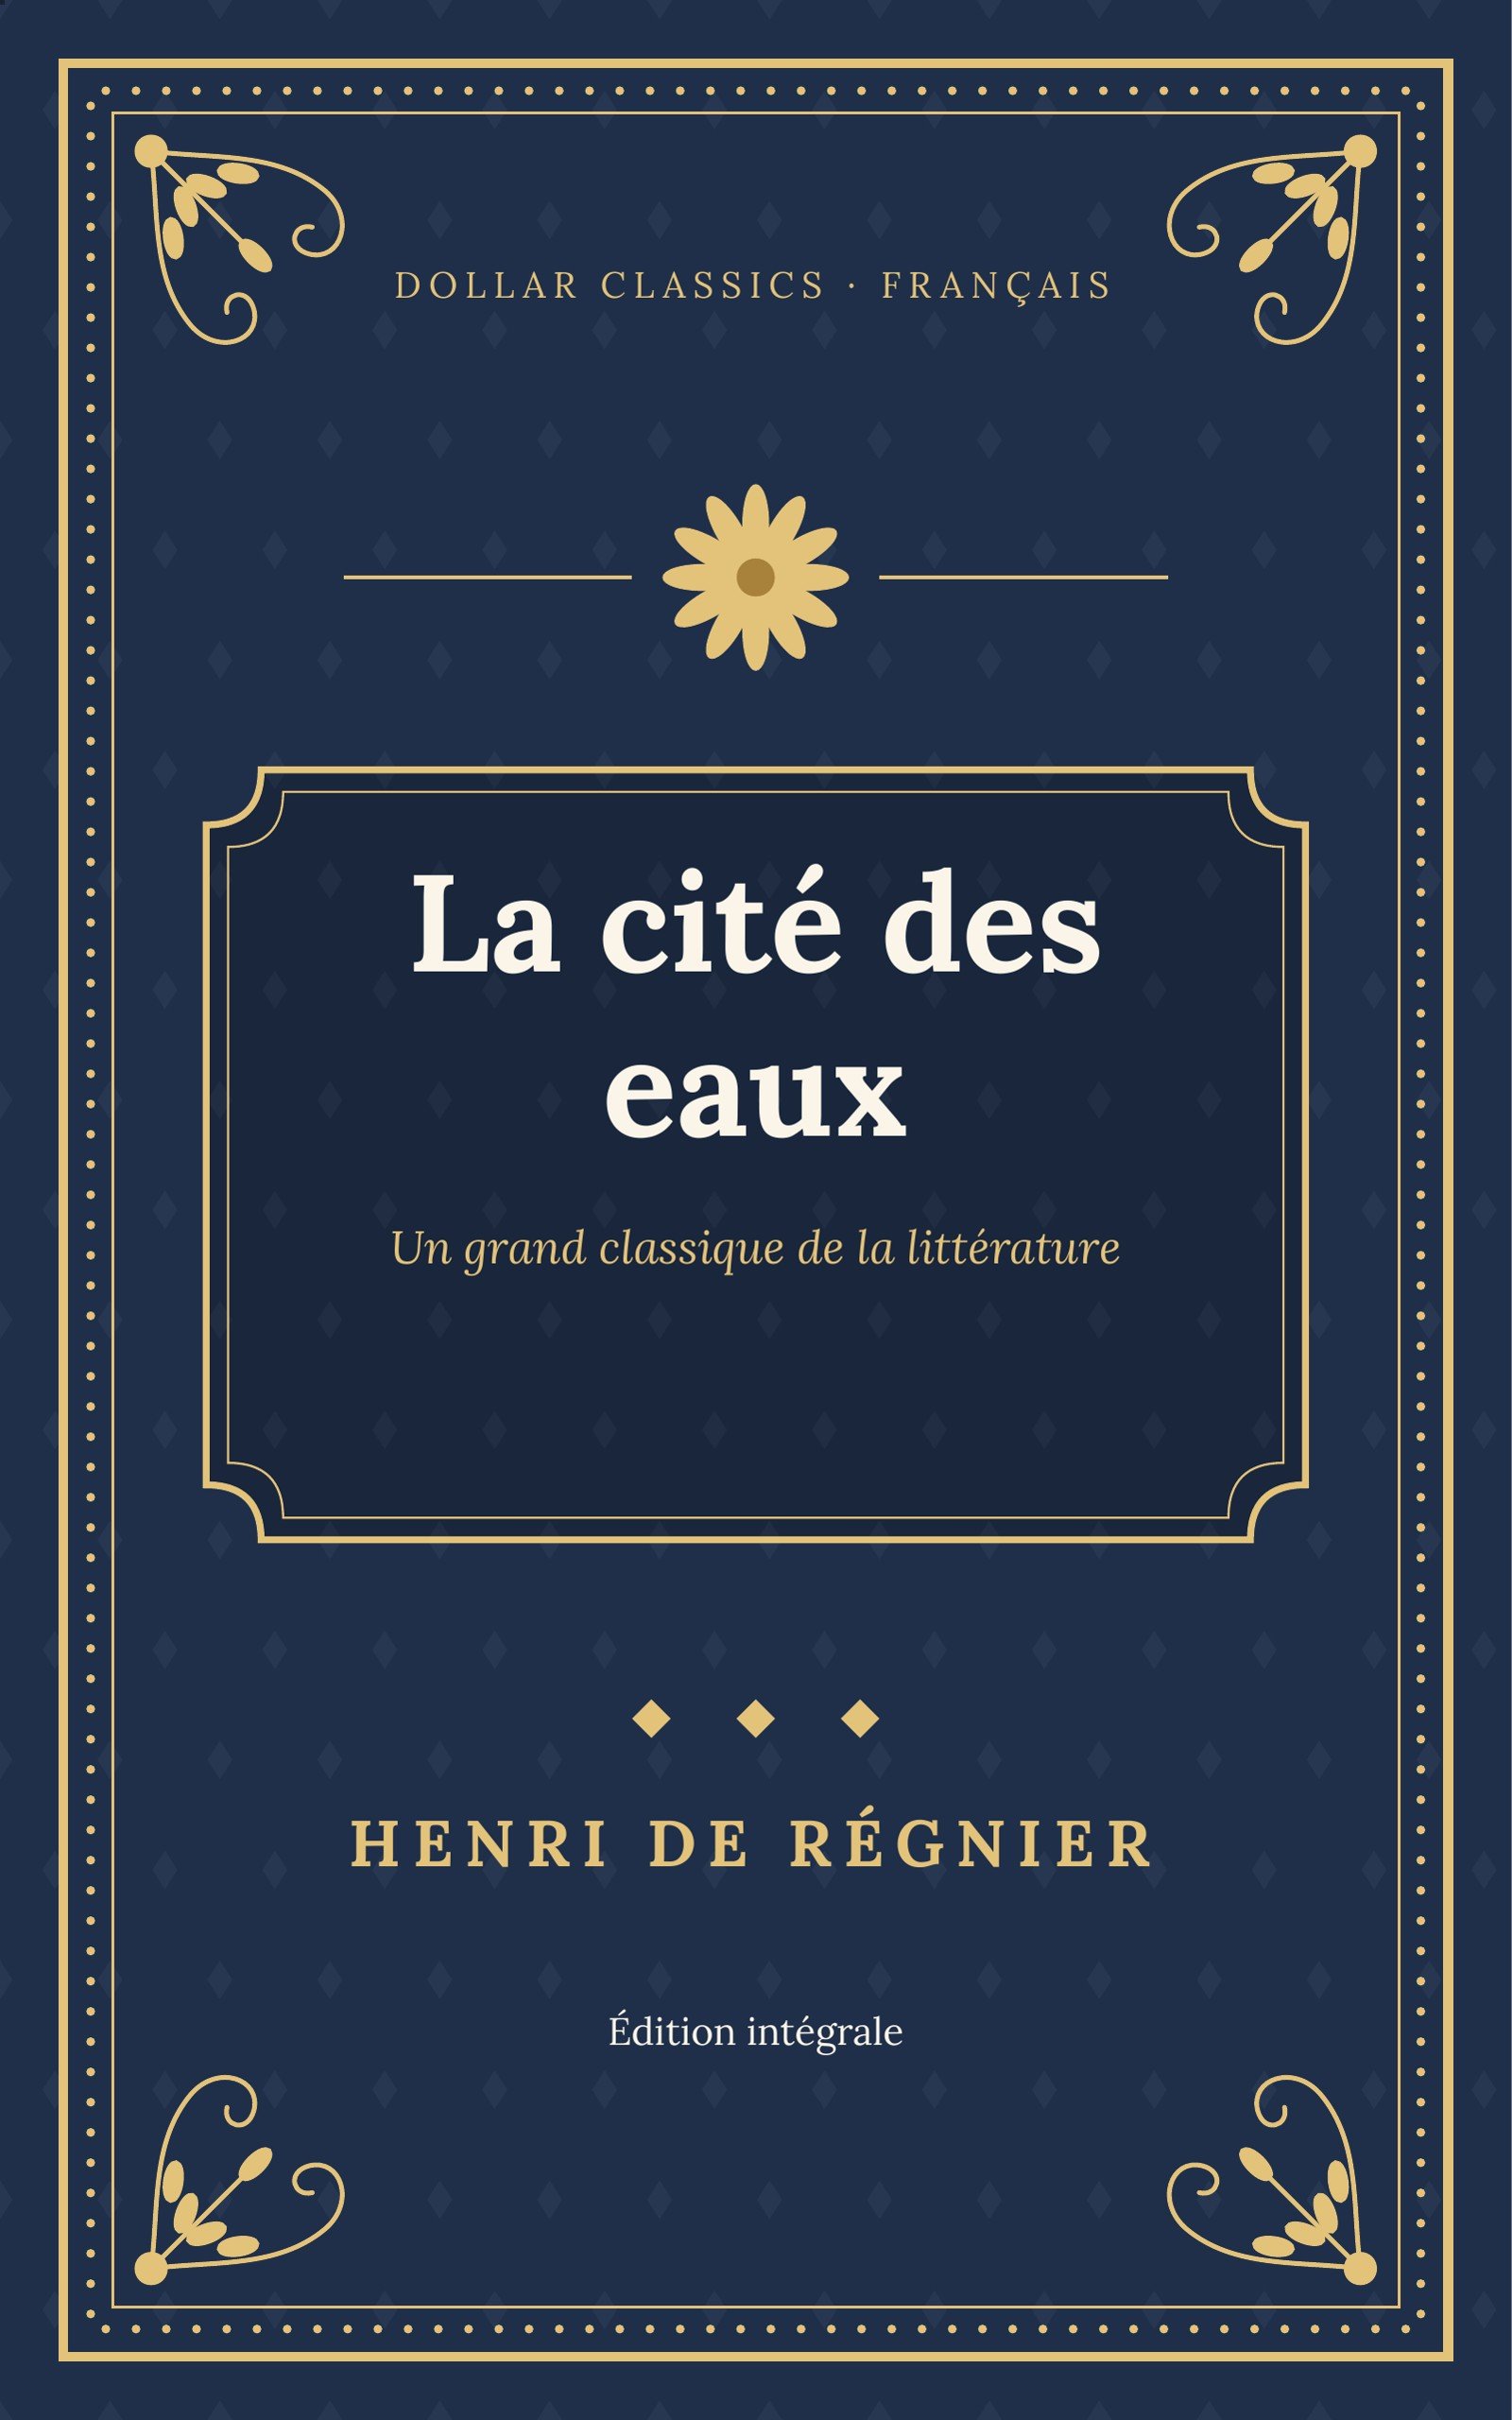 DOLLAR CLASSICS · FRANÇAIS
La cité des
eaux
Un grand classique de la littérature
HENRI DE RÉGNIER
Édition intégrale